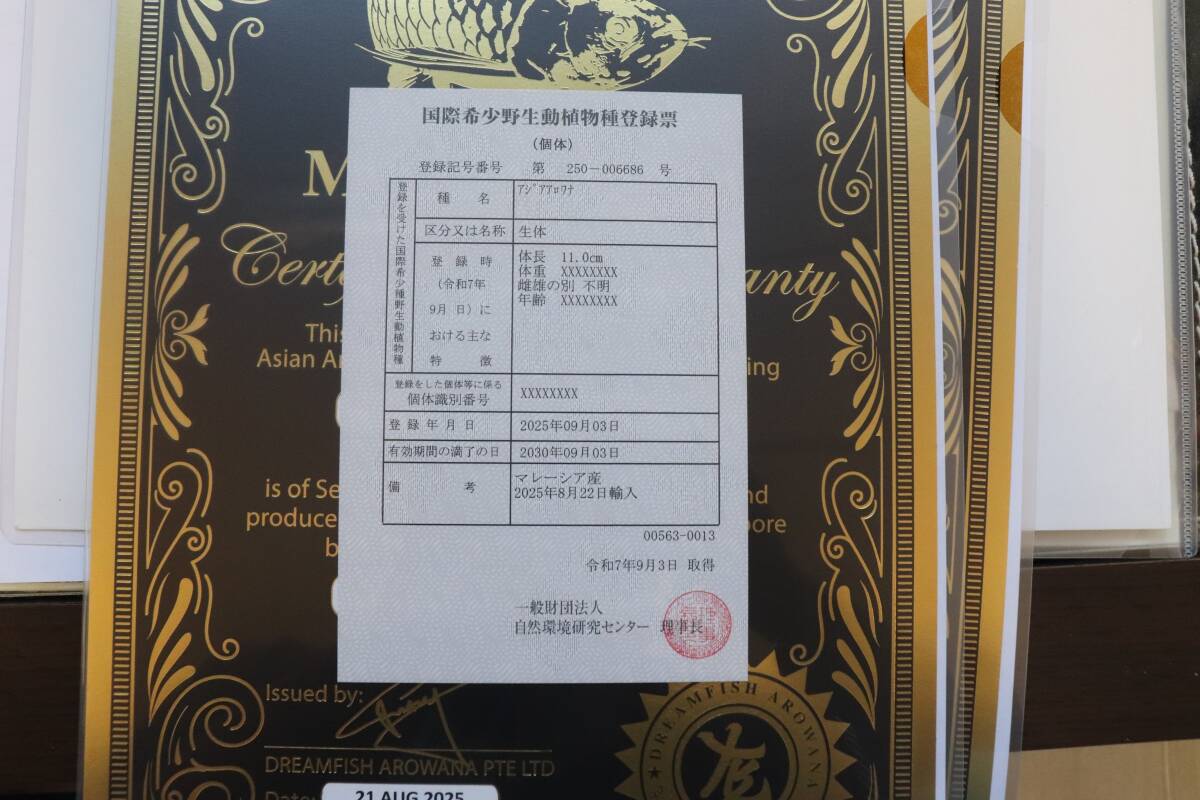 国際希少野生動植物種登録票
（個体）
登録記号番号 第 250-006686 号
登録を受けた国際希少種野生動植物種
種 名 ｱｼﾞｱｱﾛﾜﾅ
区分又は名称 生体
登 録 時
（令和7年
9月 日）に
おける主な
特 徴
体長 11.0cm
体重 XXXXXXXX
雌雄の別 不明
年齢 XXXXXXXX
登録をした個体等に係る
個体識別番号 XXXXXXXX
登 録 年 月 日 2025年09月03日
有効期間の満了の日 2030年09月03日
備 考
マレーシア産
2025年8月22日輸入
00563-0013
令和7年9月3日 取得
一般財団法人
自然環境研究センター 理事長
M
Cert
anty
This
Asian Ar
ing
is of Se
nd
produce
pore
b
Issued by:
DREAMFISH AROWANA PTE LTD
Date: 21 AUG 2025
DREAMFISH AROWANA